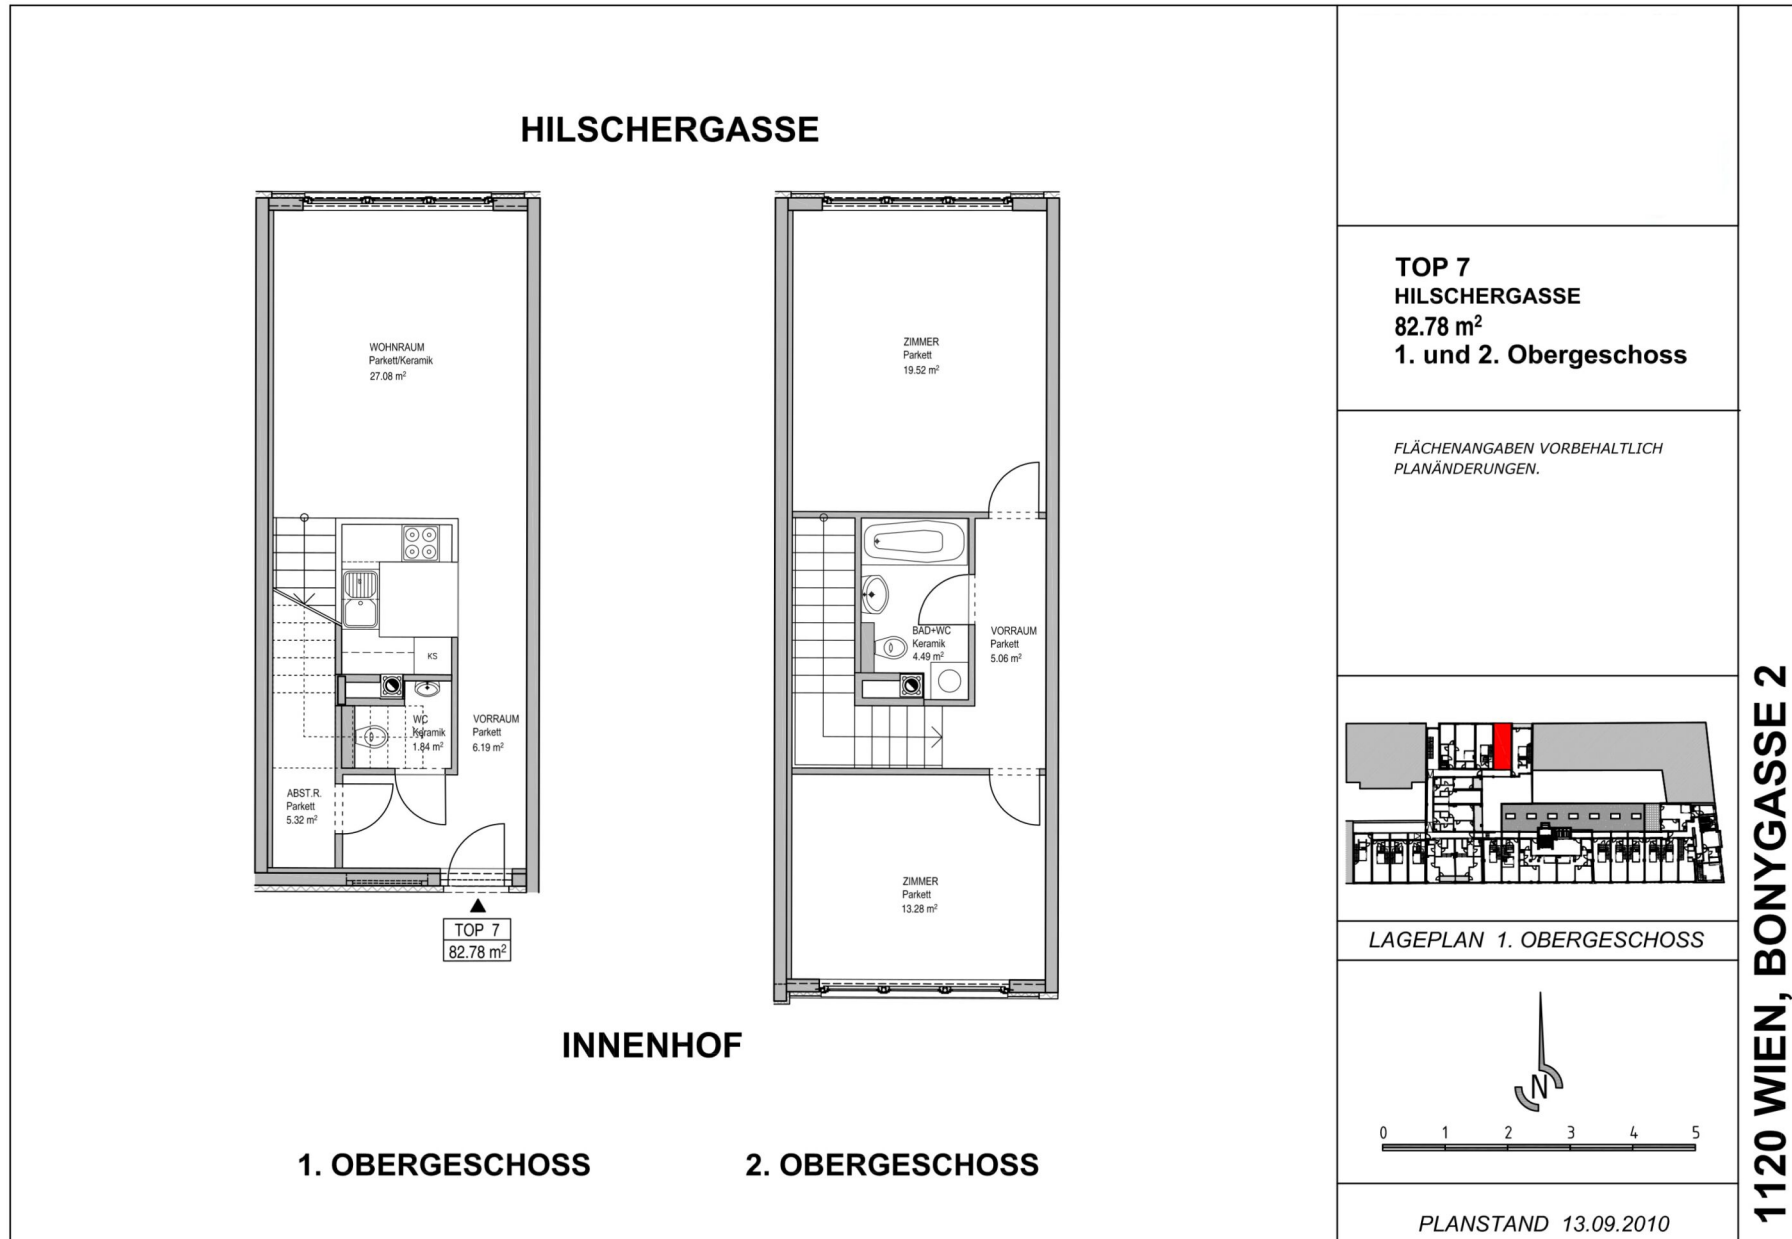 HILSCHERGASSE
WOHNRAUM
Parkett/Keramik
27.08 m²
KS
WC
Keramik
1.84 m²
VORRAUM
Parkett
6.19 m²
ABST.R.
Parkett
5.32 m²
TOP 7
82.78 m²
ZIMMER
Parkett
19.52 m²
BAD+WC
Keramik
4.49 m²
VORRAUM
Parkett
5.06 m²
ZIMMER
Parkett
13.28 m²
INNENHOF
1. OBERGESCHOSS
2. OBERGESCHOSS
TOP 7
HILSCHERGASSE
82.78 m²
1. und 2. Obergeschoss
FLÄCHENANGABEN VORBEHALTLICH
PLANÄNDERUNGEN.
LAGEPLAN 1. OBERGESCHOSS
N
0 1 2 3 4 5
PLANSTAND 13.09.2010
1120 WIEN, BONYGASSE 2